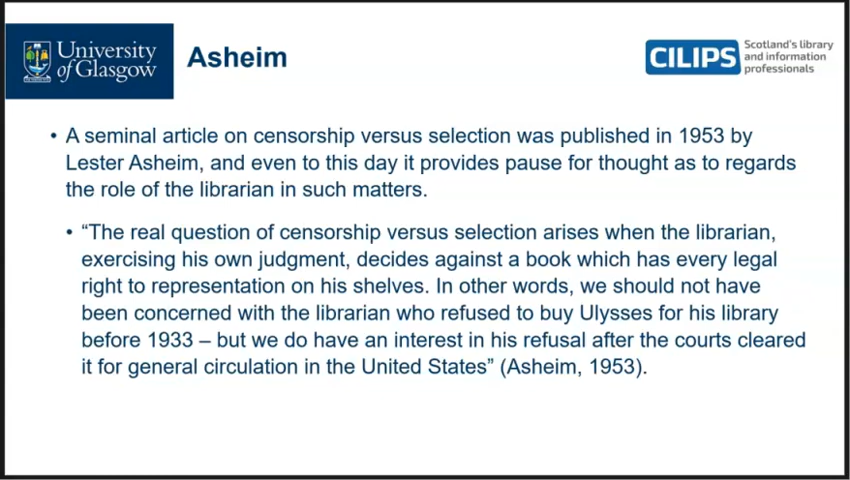 University
of Glasgow
Asheim
CILIPS
Scotland's library
and information
professionals
• A seminal article on censorship versus selection was published in 1953 by
Lester Asheim, and even to this day it provides pause for thought as to regards
the role of the librarian in such matters.
• “The real question of censorship versus selection arises when the librarian,
exercising his own judgment, decides against a book which has every legal
right to representation on his shelves. In other words, we should not have
been concerned with the librarian who refused to buy Ulysses for his library
before 1933 – but we do have an interest in his refusal after the courts cleared
it for general circulation in the United States” (Asheim, 1953).